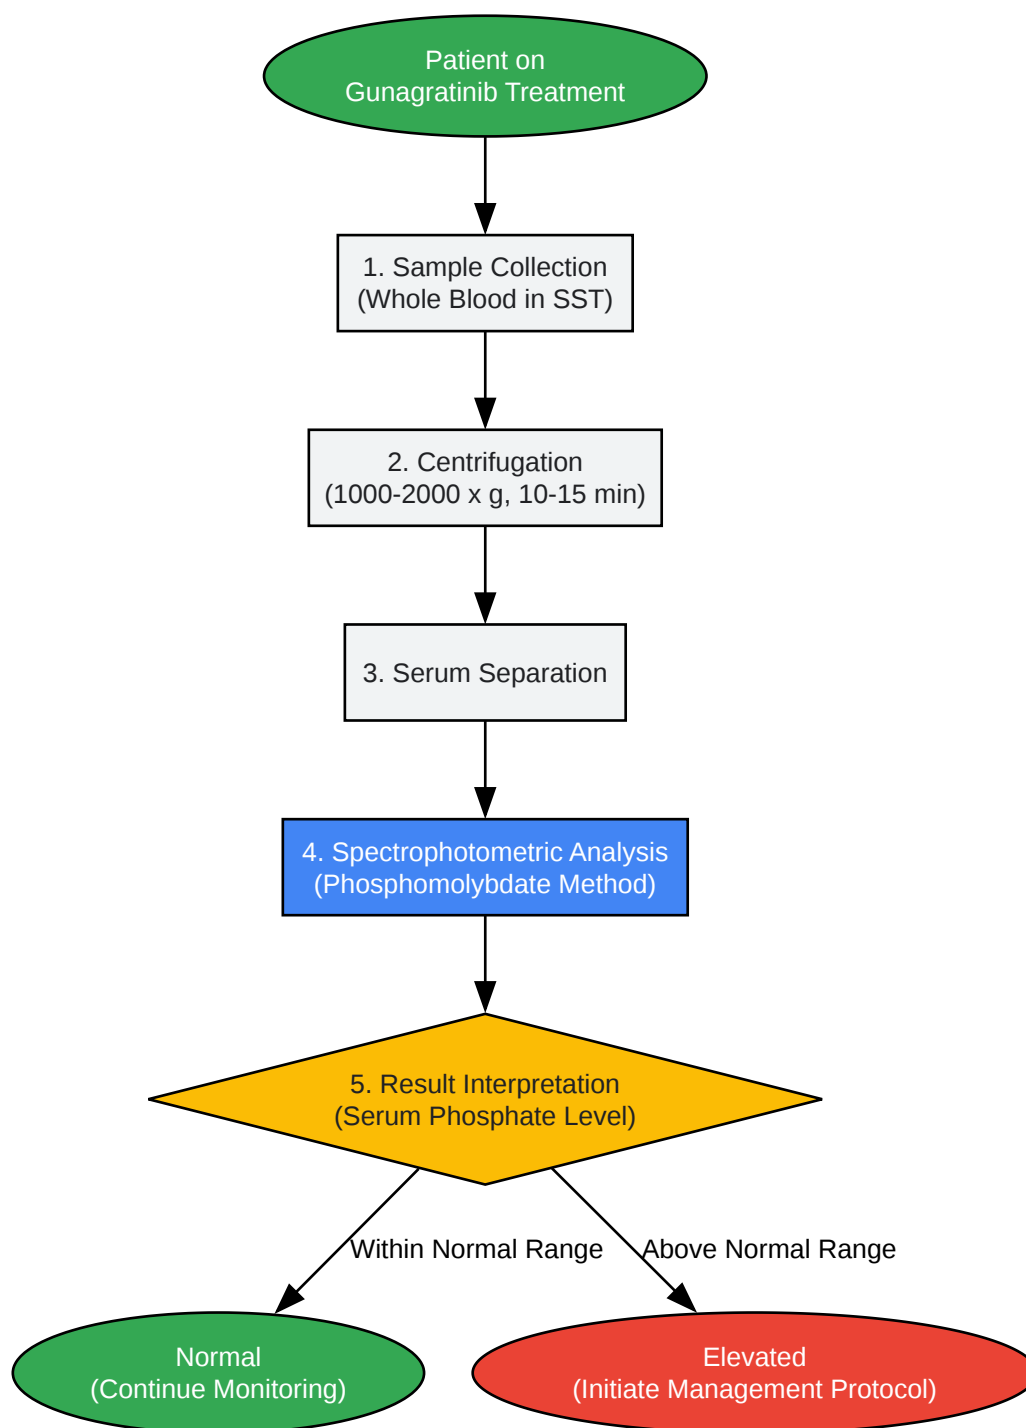 Patient on
Gunagratinib Treatment
1. Sample Collection
(Whole Blood in SST)
2. Centrifugation
(1000-2000 x g, 10-15 min)
3. Serum Separation
4. Spectrophotometric Analysis
(Phosphomolybdate Method)
5. Result Interpretation
(Serum Phosphate Level)
Within Normal Range
Above Normal Range
Normal
(Continue Monitoring)
Elevated
(Initiate Management Protocol)